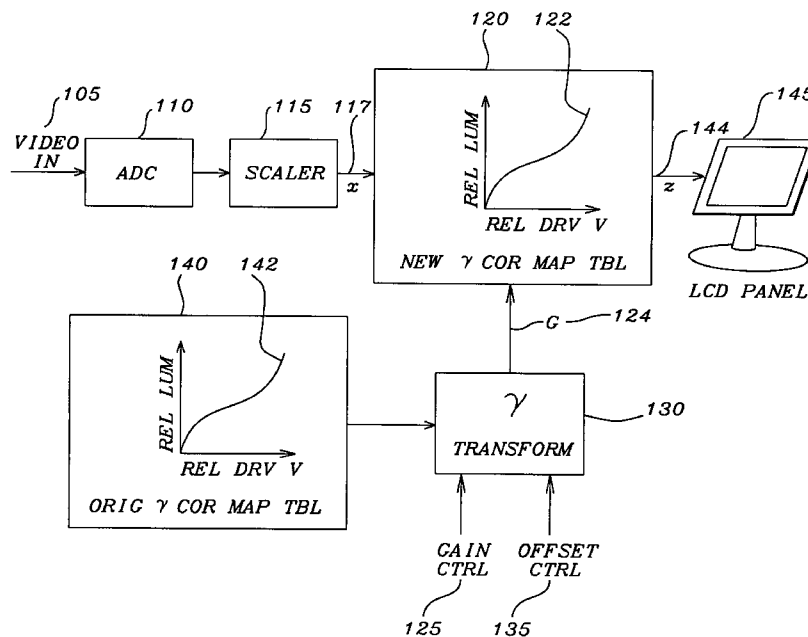 120
122
105
110
115
117
145
144
VIDEO
IN
ADC
SCALER
x
REL LUM
REL DRV V
NEW γ COR MAP TBL
z
LCD PANEL
140
142
G
124
REL LUM
REL DRV V
ORIG γ COR MAP TBL
γ
TRANSFORM
130
GAIN
CTRL
OFFSET
CTRL
125
135